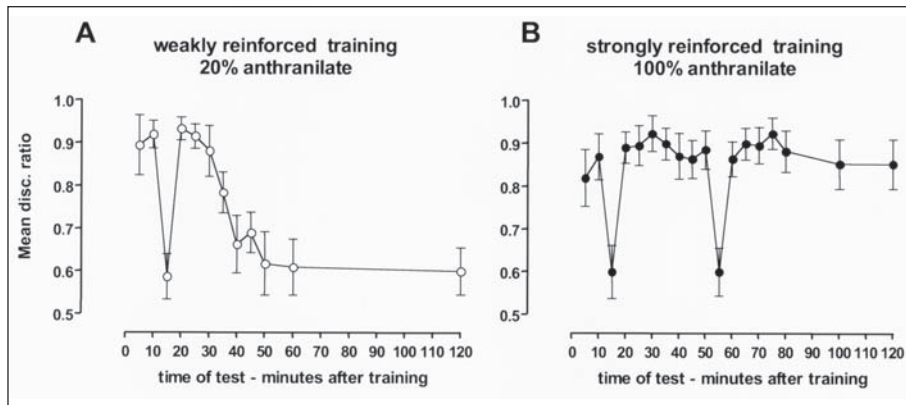 A
weakly reinforced training
20% anthranilate
Mean disc. ratio
1.0
0.9
0.8
0.7
0.6
0.5
0 10 20 30 40 50 60 70 80 90 100 110 120
time of test - minutes after training
B
strongly reinforced training
100% anthranilate
1.0
0.9
0.8
0.7
0.6
0.5
0 10 20 30 40 50 60 70 80 90 100 110 120
time of test - minutes after training